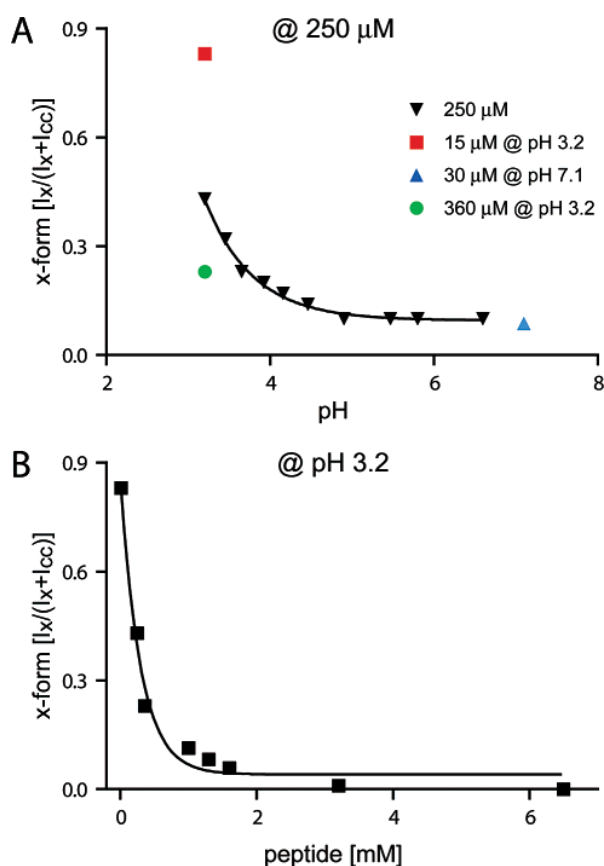 A
@ 250 μM
x-form [Ix/(Ix+Icc)]
0.9
0.6
0.3
0.0
250 μM
15 μM @ pH 3.2
30 μM @ pH 7.1
360 μM @ pH 3.2
2
4
6
8
pH
B
@ pH 3.2
x-form [Ix/(Ix+Icc)]
0.9
0.6
0.3
0.0
0
2
4
6
peptide [mM]